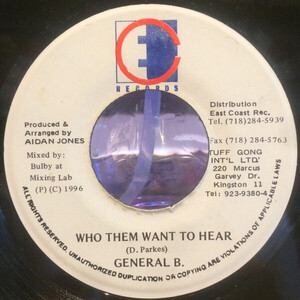 RECORDS
Produced &
Arranged by
AIDAN JONES
Mixed by:
Bulby at
Mixing Lab
(P) (C) 1996
Distribution
East Coast Rec.
Tel. (718)284-5939
Fax (718) 284-5763
TUFF GONG
INT'L LTD'
220 Marcus
Garvey Dr.
Kingston 11
Tel: 923-9380-4
WHO THEM WANT TO HEAR
(D. Parkes)
GENERAL B.
ALL RIGHTS RESERVED. UNAUTHORIZED DUPLICATION OR COPYING ARE PROHIBITED BY APPLICABLE LAWS